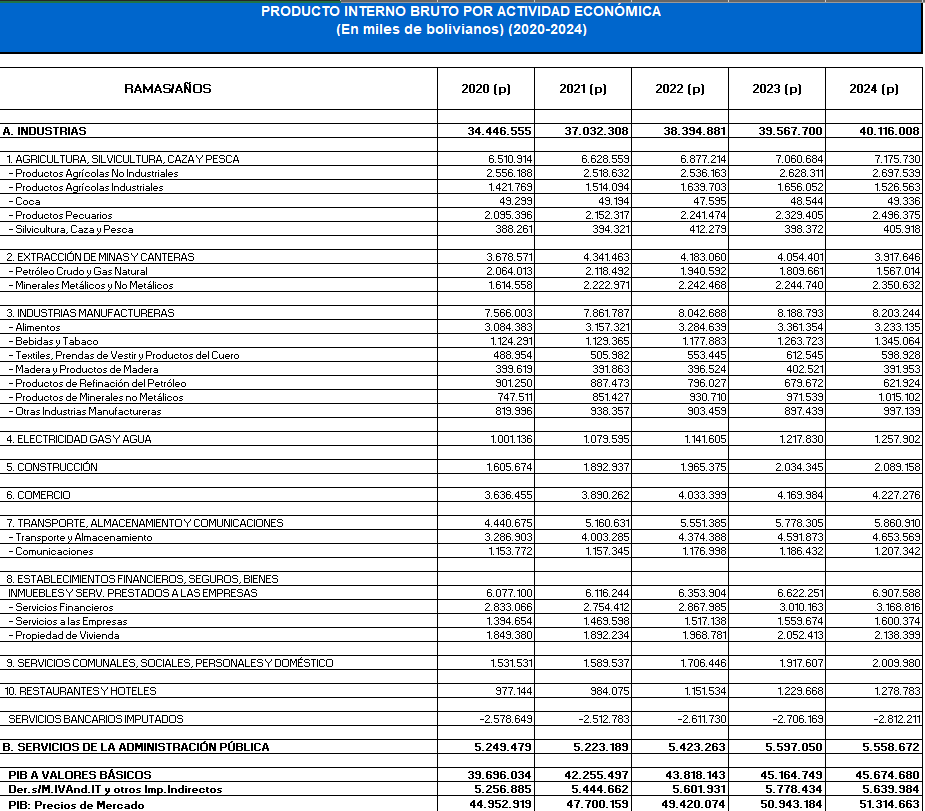 PRODUCTO INTERNO BRUTO POR ACTIVIDAD ECONÓMICA
(En miles de bolivianos) (2020-2024)
RAMAS\AÑOS 2020 (p) 2021 (p) 2022 (p) 2023 (p) 2024 (p)
A. INDUSTRIAS 34.446.555 37.032.308 38.394.881 39.567.700 40.116.008
1. AGRICULTURA, SILVICULTURA, CAZA Y PESCA 6.510.914 6.628.559 6.877.214 7.060.684 7.175.730
- Productos Agrícolas No Industriales 2.556.188 2.518.632 2.536.163 2.628.311 2.697.539
- Productos Agrícolas Industriales 1.421.769 1.514.094 1.639.703 1.656.052 1.526.563
- Coca 49.299 49.194 47.595 48.544 49.336
- Productos Pecuarios 2.095.396 2.152.317 2.241.474 2.329.405 2.496.375
- Silvicultura, Caza y Pesca 388.261 394.321 412.279 398.372 405.918
2. EXTRACCIÓN DE MINAS Y CANTERAS 3.678.571 4.341.463 4.183.060 4.054.401 3.917.646
- Petróleo Crudo y Gas Natural 2.064.013 2.118.492 1.940.592 1.809.661 1.567.014
- Minerales Metálicos y No Metálicos 1.614.558 2.222.971 2.242.468 2.244.740 2.350.632
3. INDUSTRIAS MANUFACTURERAS 7.566.003 7.861.787 8.042.688 8.188.793 8.203.244
- Alimentos 3.084.383 3.157.321 3.284.639 3.361.354 3.233.135
- Bebidas y Tabaco 1.124.291 1.129.365 1.177.883 1.263.723 1.345.064
- Textiles, Prendas de Vestir y Productos del Cuero 488.954 505.982 553.445 612.545 598.928
- Madera y Productos de Madera 399.619 391.863 396.524 402.521 391.953
- Productos de Refinación del Petróleo 901.250 887.473 796.027 679.672 621.924
- Productos de Minerales no Metálicos 747.511 851.427 930.710 971.539 1.015.102
- Otras Industrias Manufactureras 819.996 938.357 903.459 897.439 997.139
4. ELECTRICIDAD GAS Y AGUA 1.001.136 1.079.595 1.141.605 1.217.830 1.257.902
5. CONSTRUCCIÓN 1.605.674 1.892.937 1.965.375 2.034.345 2.089.158
6. COMERCIO 3.636.455 3.890.262 4.033.399 4.169.984 4.227.276
7. TRANSPORTE, ALMACENAMIENTO Y COMUNICACIONES 4.440.675 5.160.631 5.551.385 5.778.305 5.860.910
- Transporte y Almacenamiento 3.286.903 4.003.285 4.374.388 4.591.873 4.653.569
- Comunicaciones 1.153.772 1.157.345 1.176.998 1.186.432 1.207.342
8. ESTABLECIMIENTOS FINANCIEROS, SEGUROS, BIENES
INMUEBLES Y SERV. PRESTADOS A LAS EMPRESAS 6.077.100 6.116.244 6.353.904 6.622.251 6.907.588
- Servicios Financieros 2.833.066 2.754.412 2.867.985 3.010.163 3.168.816
- Servicios a las Empresas 1.394.654 1.469.598 1.517.138 1.559.674 1.600.374
- Propiedad de Vivienda 1.849.380 1.892.234 1.968.781 2.052.413 2.138.399
9. SERVICIOS COMUNALES, SOCIALES, PERSONALES Y DOMÉSTICO 1.531.531 1.589.537 1.706.446 1.917.607 2.009.980
10. RESTAURANTES Y HOTELES 977.144 984.075 1.151.534 1.229.668 1.278.783
SERVICIOS BANCARIOS IMPUTADOS -2.578.649 -2.512.783 -2.611.730 -2.706.169 -2.812.211
B. SERVICIOS DE LA ADMINISTRACIÓN PÚBLICA 5.249.479 5.223.189 5.423.263 5.597.050 5.558.672
PIB A VALORES BÁSICOS 39.696.034 42.255.497 43.818.143 45.164.749 45.674.680
Der.s/M.IVAnd.IT y otros Imp.Indirectos 5.256.885 5.444.662 5.601.931 5.778.434 5.639.983
PIB: Precios de Mercado 44.952.919 47.700.159 49.420.074 50.943.184 51.314.663